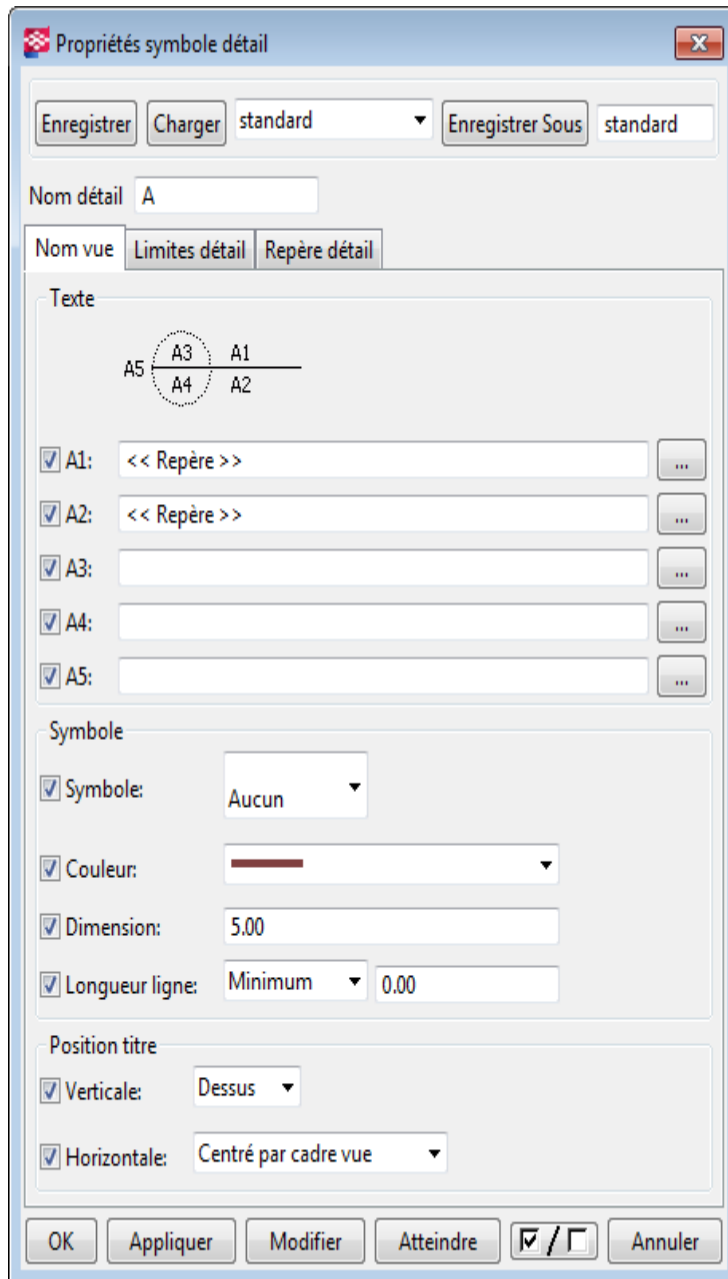 Propriétés symbole détail
Enregistrer Charger standard Enregistrer Sous standard
Nom détail A
Nom vue Limites détail Repère détail
Texte
A5 A3 A1
A4 A2
A1: << Repère >> ...
A2: << Repère >> ...
A3: ...
A4: ...
A5: ...
Symbole
Symbole: Aucun
Couleur:
Dimension: 5.00
Longueur ligne: Minimum 0.00
Position titre
Verticale: Dessus
Horizontale: Centré par cadre vue
OK Appliquer Modifier Atteindre / Annuler